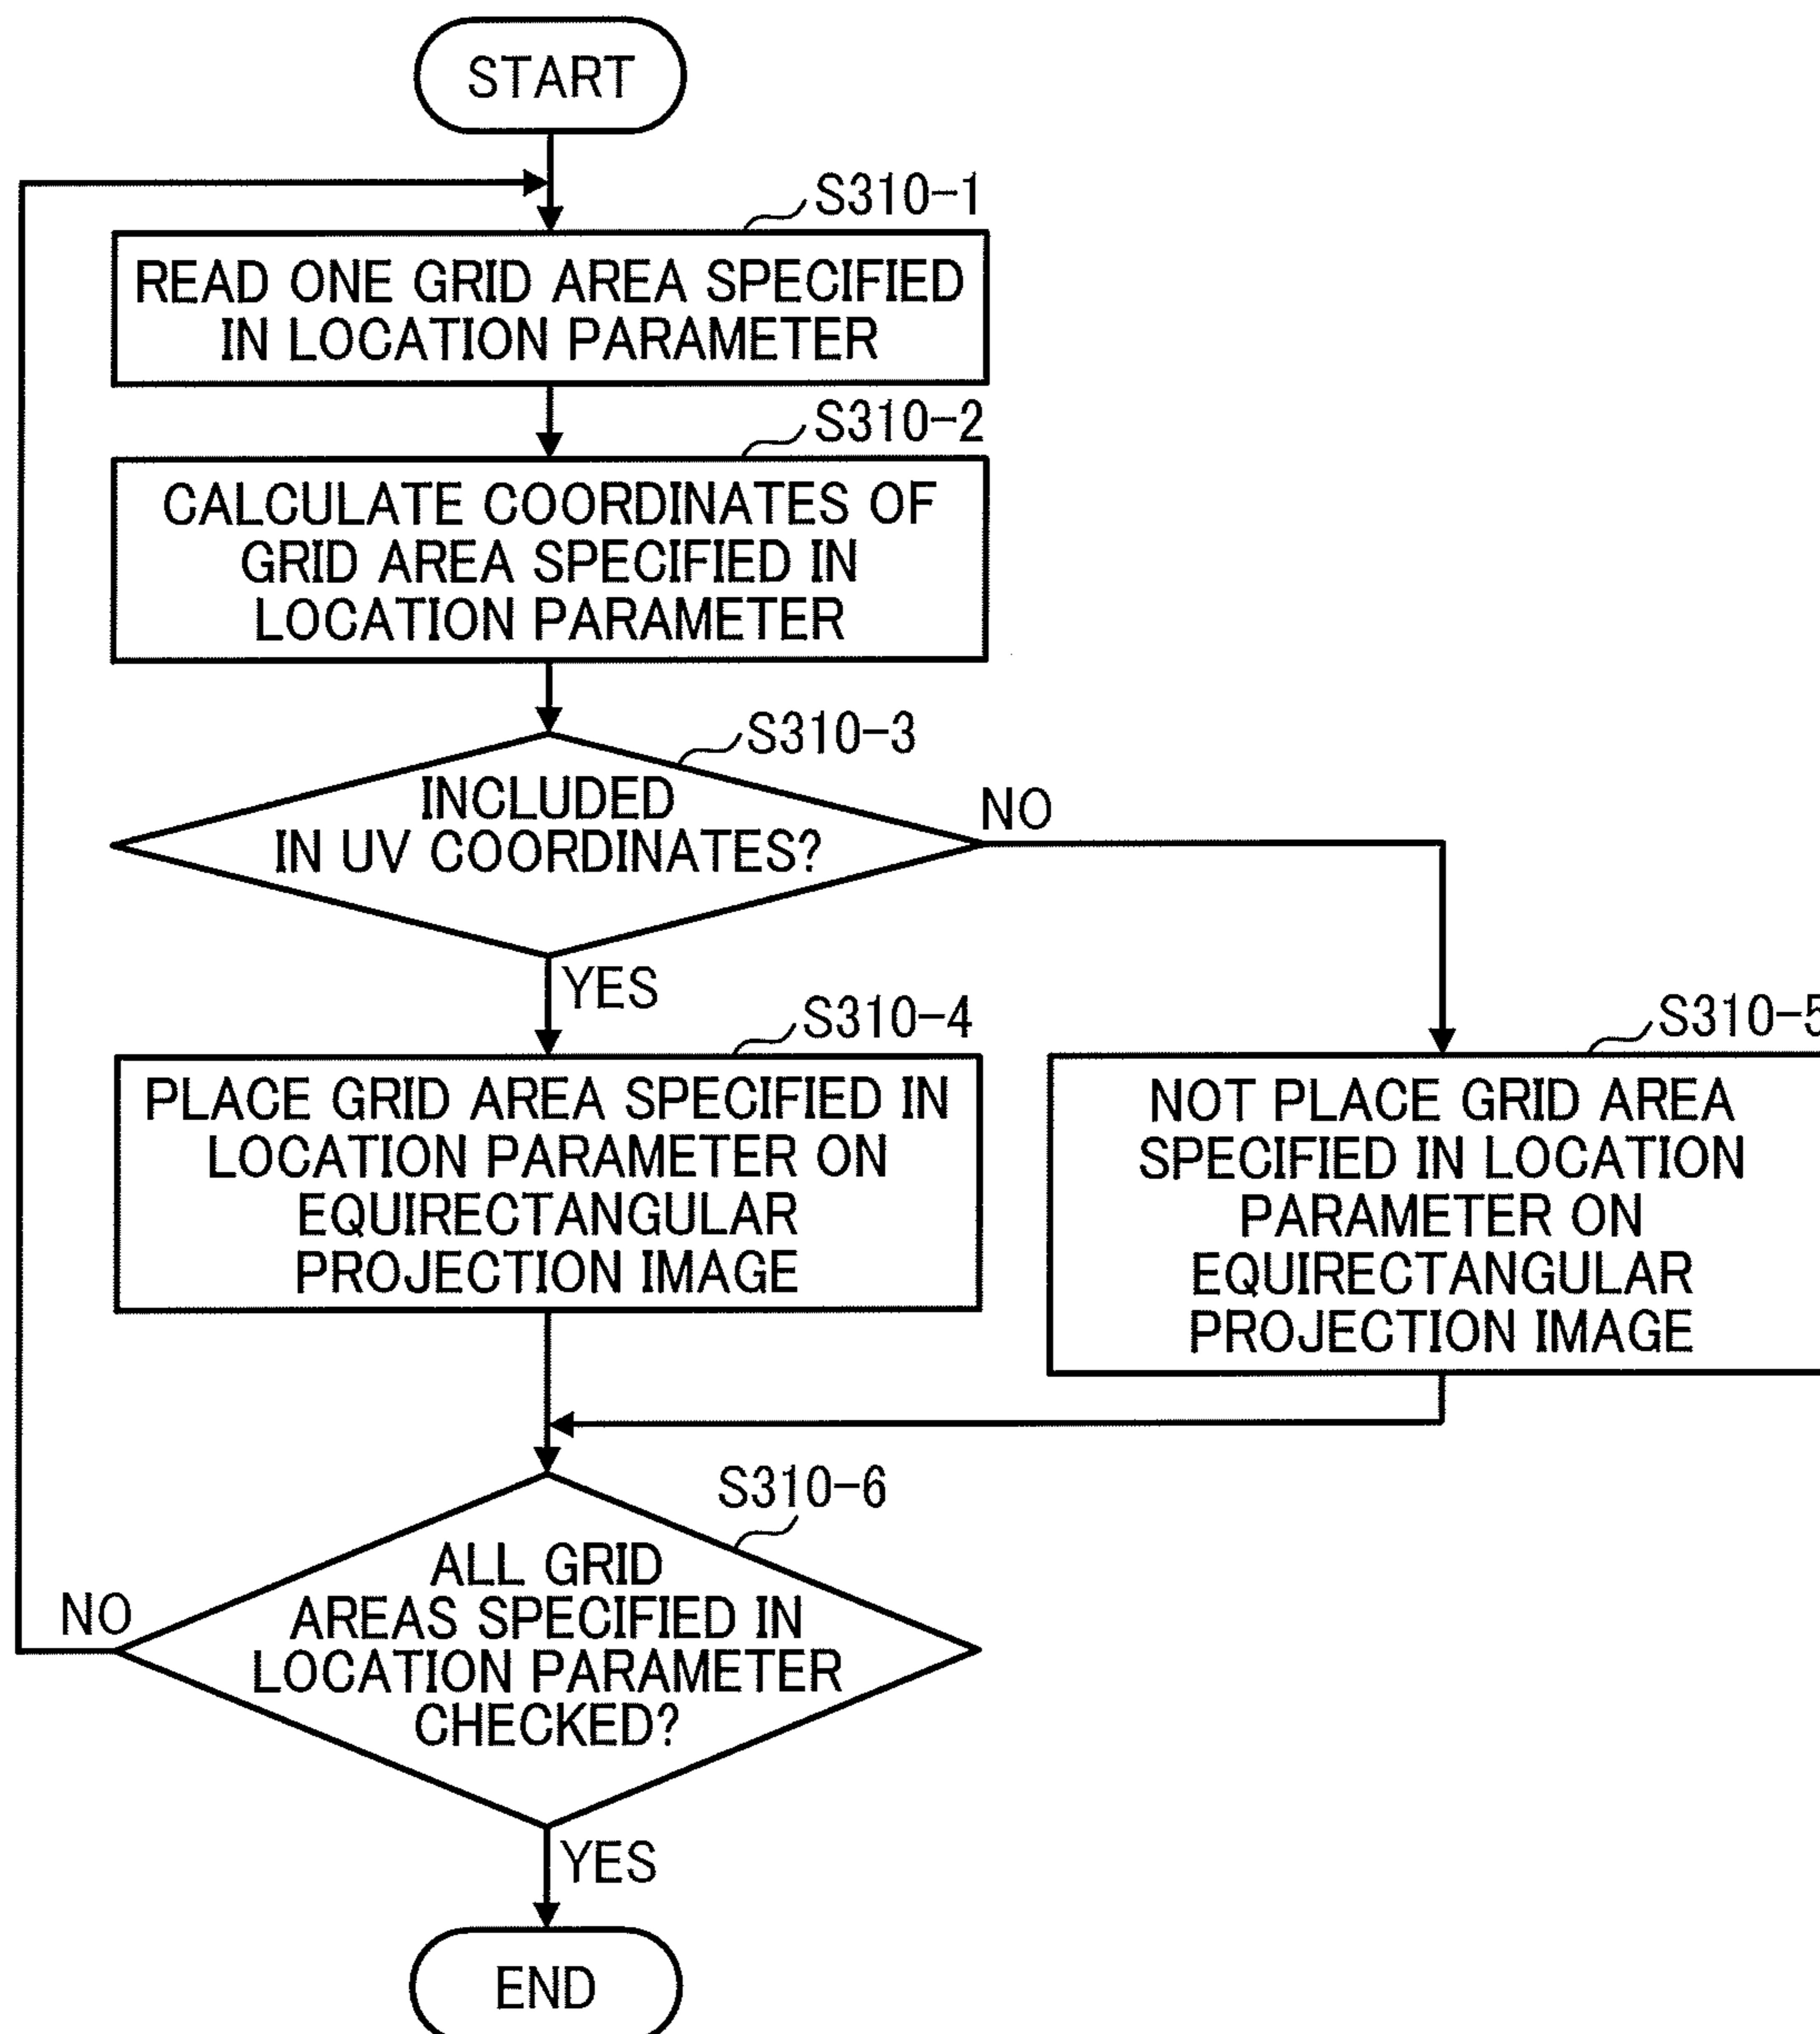 START
S310-1
READ ONE GRID AREA SPECIFIED
IN LOCATION PARAMETER
S310-2
CALCULATE COORDINATES OF
GRID AREA SPECIFIED IN
LOCATION PARAMETER
S310-3
INCLUDED
IN UV COORDINATES?
NO
YES
S310-4
PLACE GRID AREA SPECIFIED IN
LOCATION PARAMETER ON
EQUIRECTANGULAR
PROJECTION IMAGE
S310-5
NOT PLACE GRID AREA
SPECIFIED IN LOCATION
PARAMETER ON
EQUIRECTANGULAR
PROJECTION IMAGE
S310-6
ALL GRID
AREAS SPECIFIED IN
LOCATION PARAMETER
CHECKED?
NO
YES
END